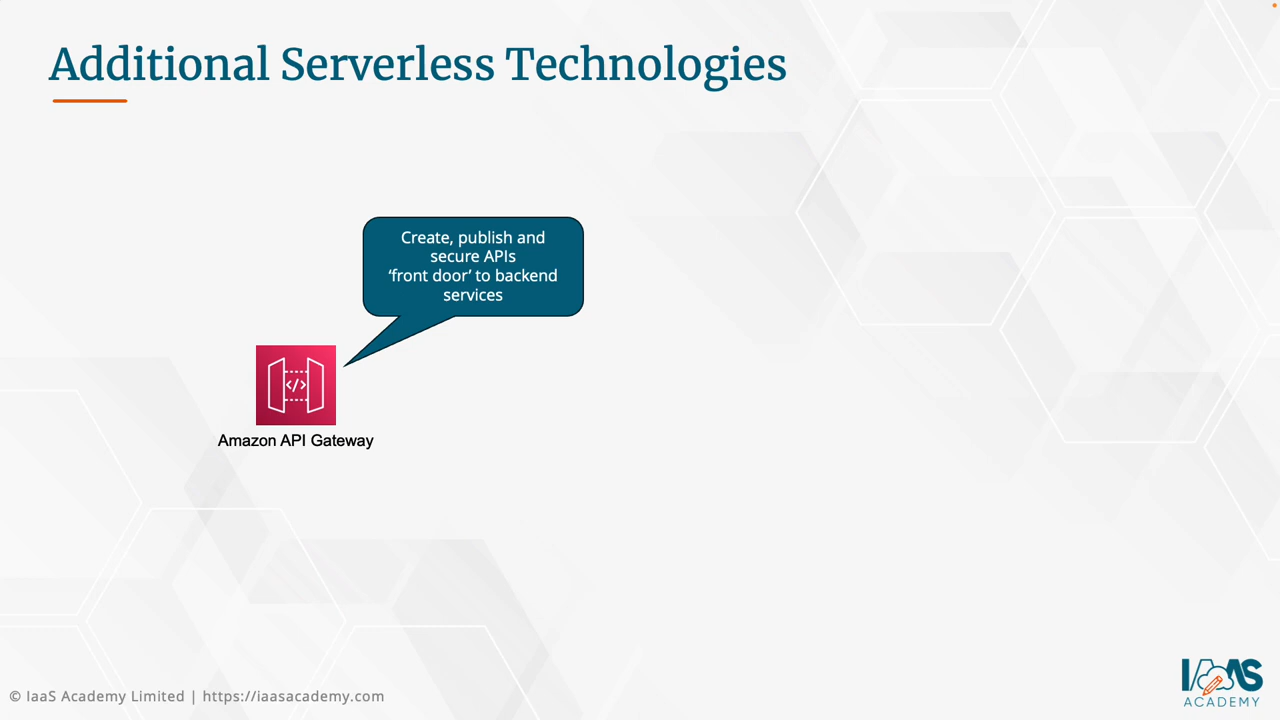 Additional Serverless Technologies
Create, publish and
secure APIs
‘front door’ to backend
services
</>
Amazon API Gateway
© IaaS Academy Limited | https://iaasacademy.com
IAAS
ACADEMY